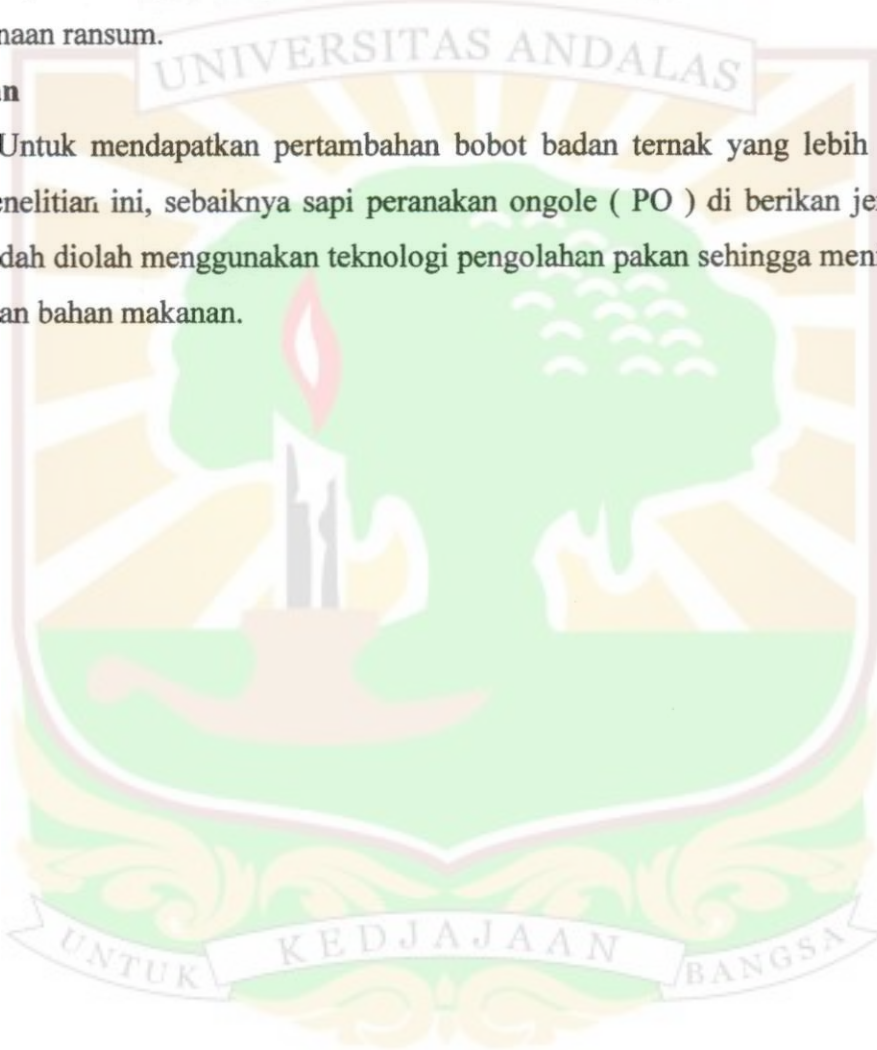 naan ransum.
UNIVERSITAS ANDALAS
n
Untuk mendapatkan pertambahan bobot badan ternak yang lebih
enelitian ini, sebaiknya sapi peranakan ongole ( PO ) di berikan je
dah diolah menggunakan teknologi pengolahan pakan sehingga men
an bahan makanan.
UNTUK KEDJAJAAN BANGSA